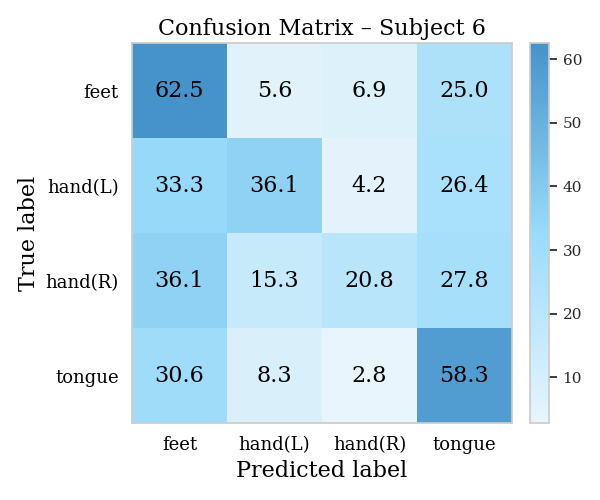 Confusion Matrix – Subject 6
True label
feet 62.5 5.6 6.9 25.0
hand(L) 33.3 36.1 4.2 26.4
hand(R) 36.1 15.3 20.8 27.8
tongue 30.6 8.3 2.8 58.3
feet hand(L) hand(R) tongue
Predicted label
60
50
40
30
20
10